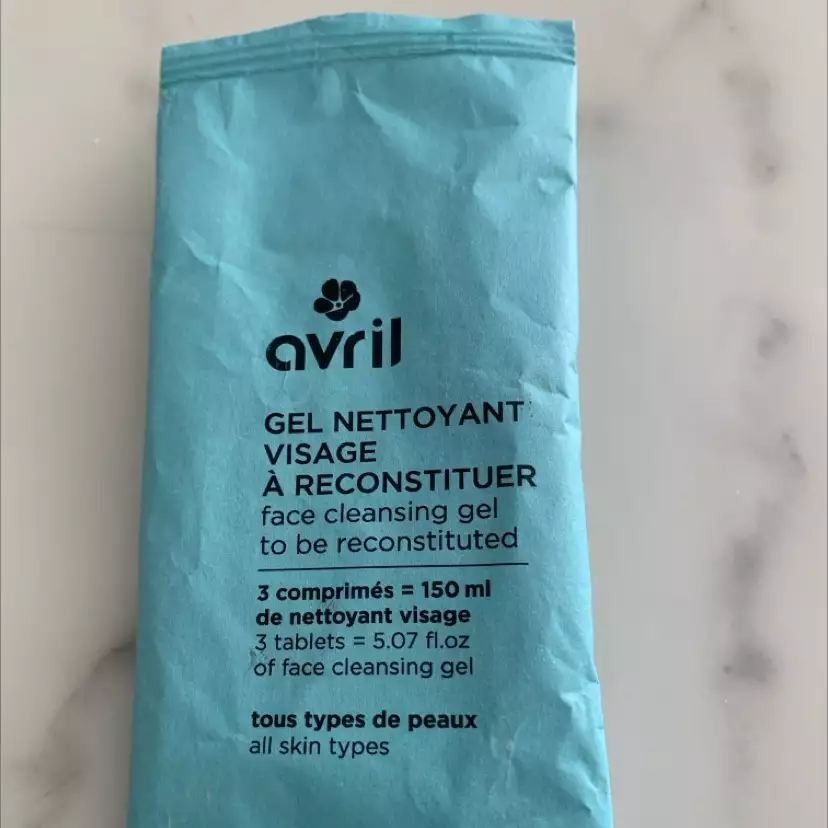 avril
GEL NETTOYANT
VISAGE
À RECONSTITUER
face cleansing gel
to be reconstituted
3 comprimés = 150 ml
de nettoyant visage
3 tablets = 5.07 fl.oz
of face cleansing gel
tous types de peaux
all skin types